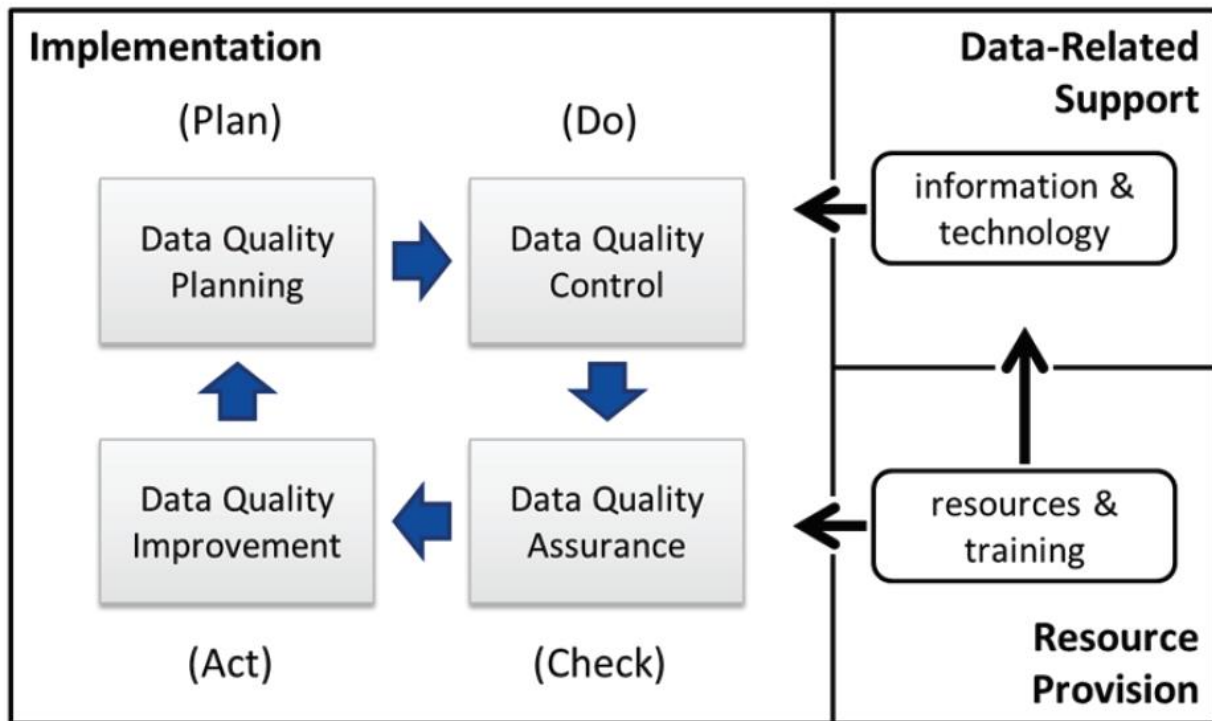 Implementation
(Plan)
(Do)
Data Quality
Planning
Data Quality
Control
Data Quality
Improvement
Data Quality
Assurance
(Act)
(Check)
Data-Related
Support
information &
technology
resources &
training
Resource
Provision